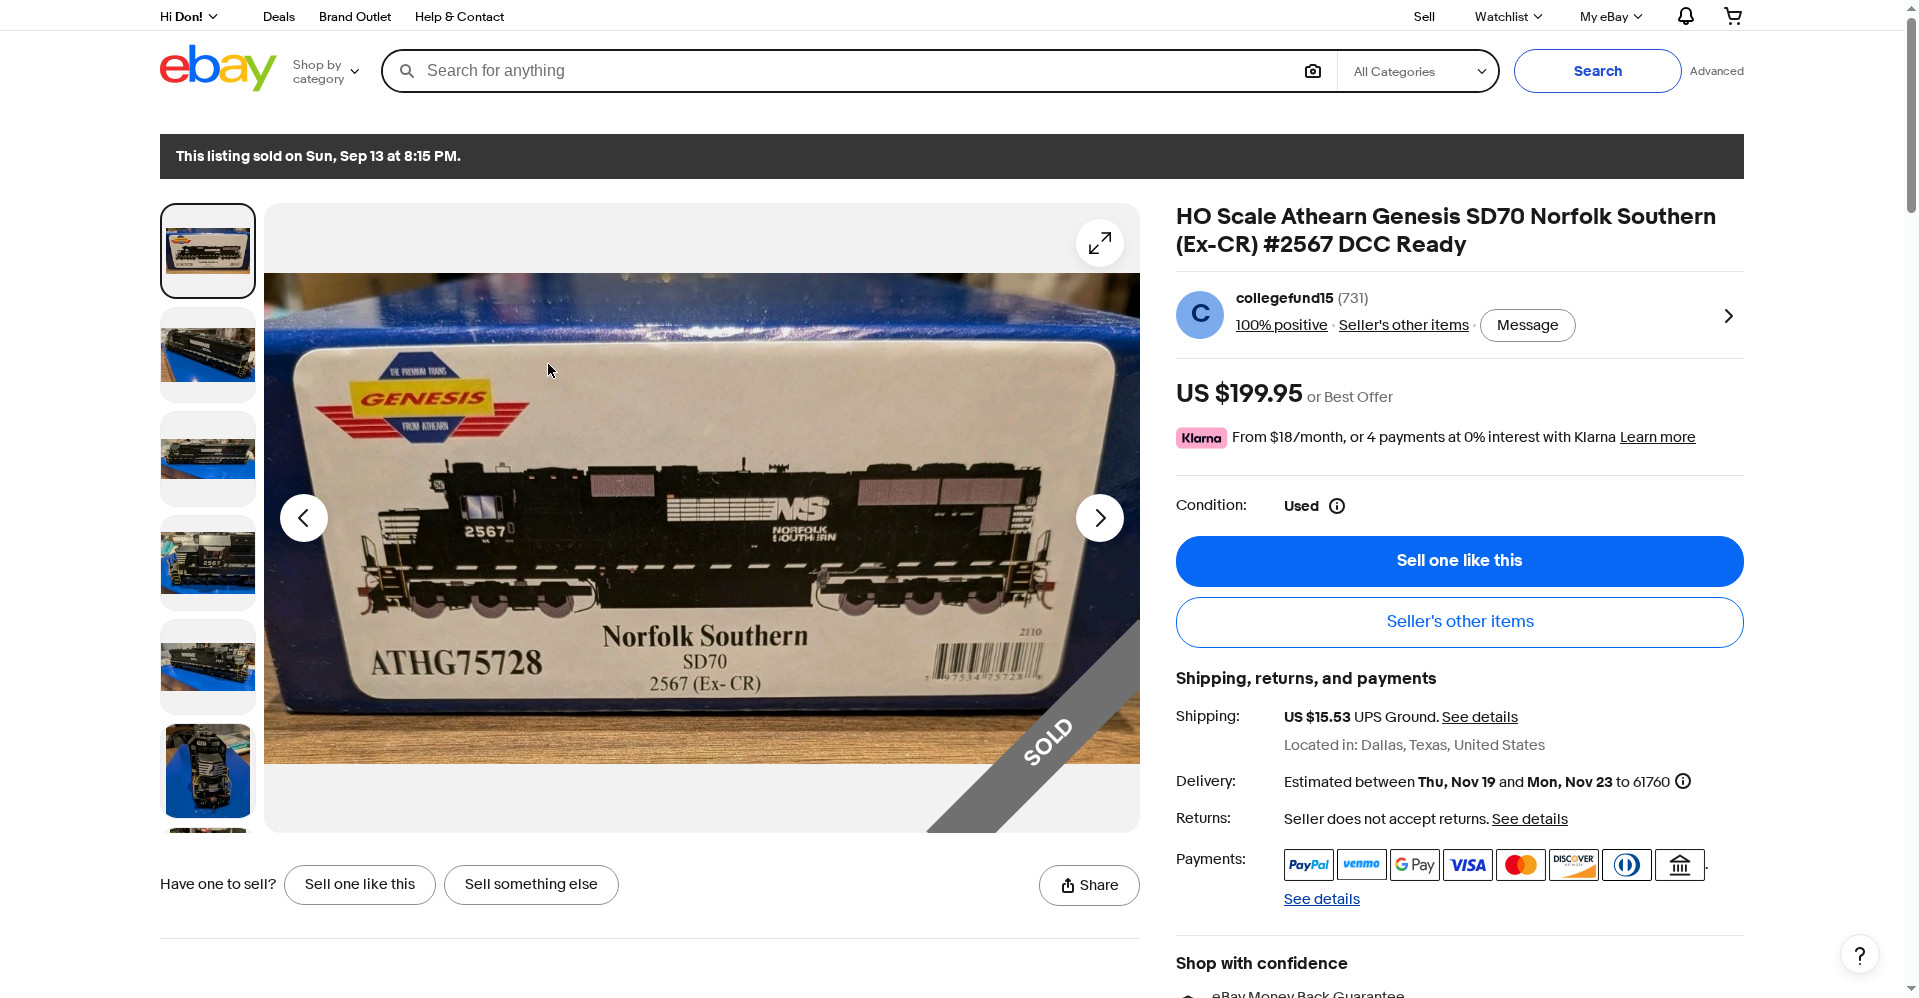 Hi Don!
Deals
Brand Outlet
Help & Contact
Sell
Watchlist
My eBay
ebay
Shop by
category
Search for anything
All Categories
Search
Advanced
This listing sold on Sun, Sep 13 at 8:15 PM.
THE PREMIUM TRAINS
GENESIS
FROM ATHEARN
2567
NS
NORFOLK
SOUTHERN
Norfolk Southern
SD70
2567 (Ex- CR)
ATHG75728
2110
SOLD
Have one to sell?
Sell one like this
Sell something else
Share
HO Scale Athearn Genesis SD70 Norfolk Southern
(Ex-CR) #2567 DCC Ready
C
collegefund15 (731)
100% positive · Seller's other items · Message
US $199.95 or Best Offer
Klarna From $18/month, or 4 payments at 0% interest with Klarna Learn more
Condition: Used
Sell one like this
Seller's other items
Shipping, returns, and payments
Shipping: US $15.53 UPS Ground. See details
Located in: Dallas, Texas, United States
Delivery: Estimated between Thu, Nov 19 and Mon, Nov 23 to 61760
Returns: Seller does not accept returns. See details
Payments: PayPal venmo G Pay VISA DISCOVER .
See details
Shop with confidence
eBay Money Back Guarantee
?